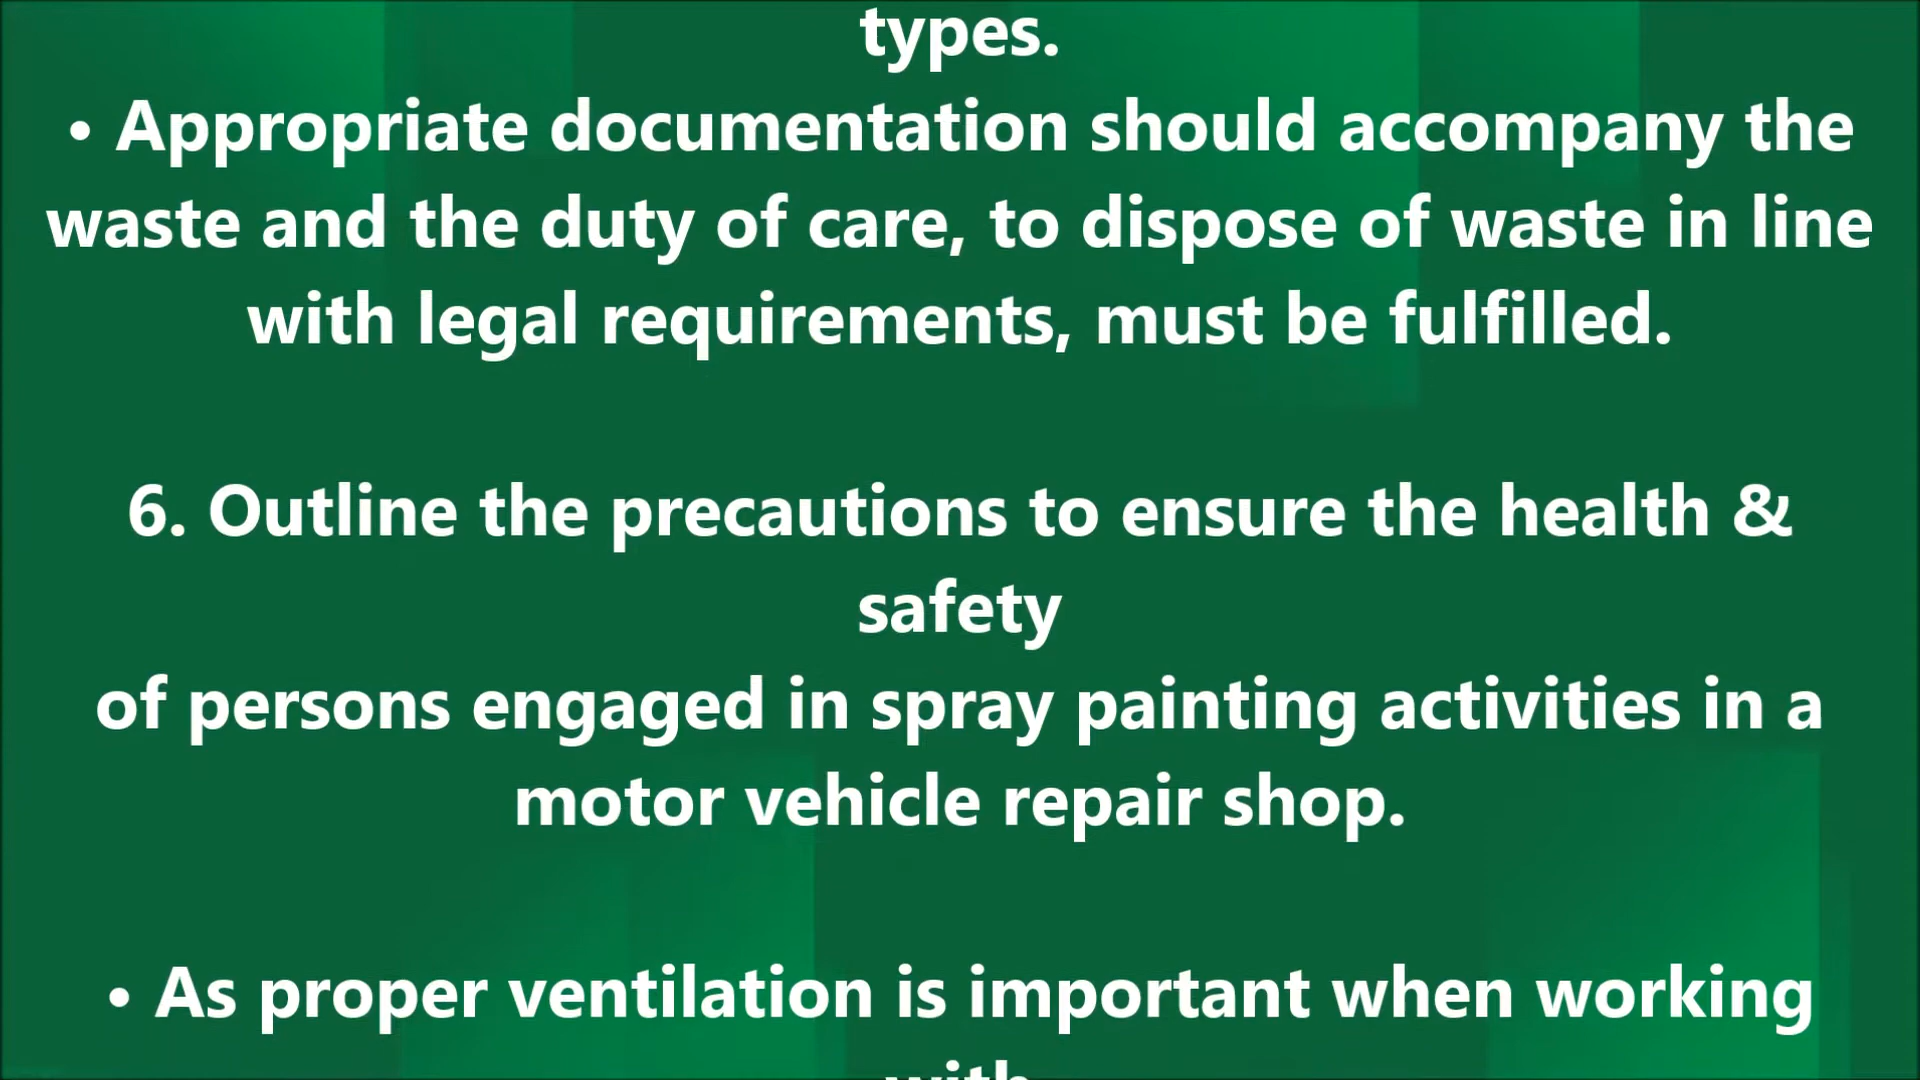 types.
• Appropriate documentation should accompany the
waste and the duty of care, to dispose of waste in line
with legal requirements, must be fulfilled.
6. Outline the precautions to ensure the health &
safety
of persons engaged in spray painting activities in a
motor vehicle repair shop.
• As proper ventilation is important when working
with